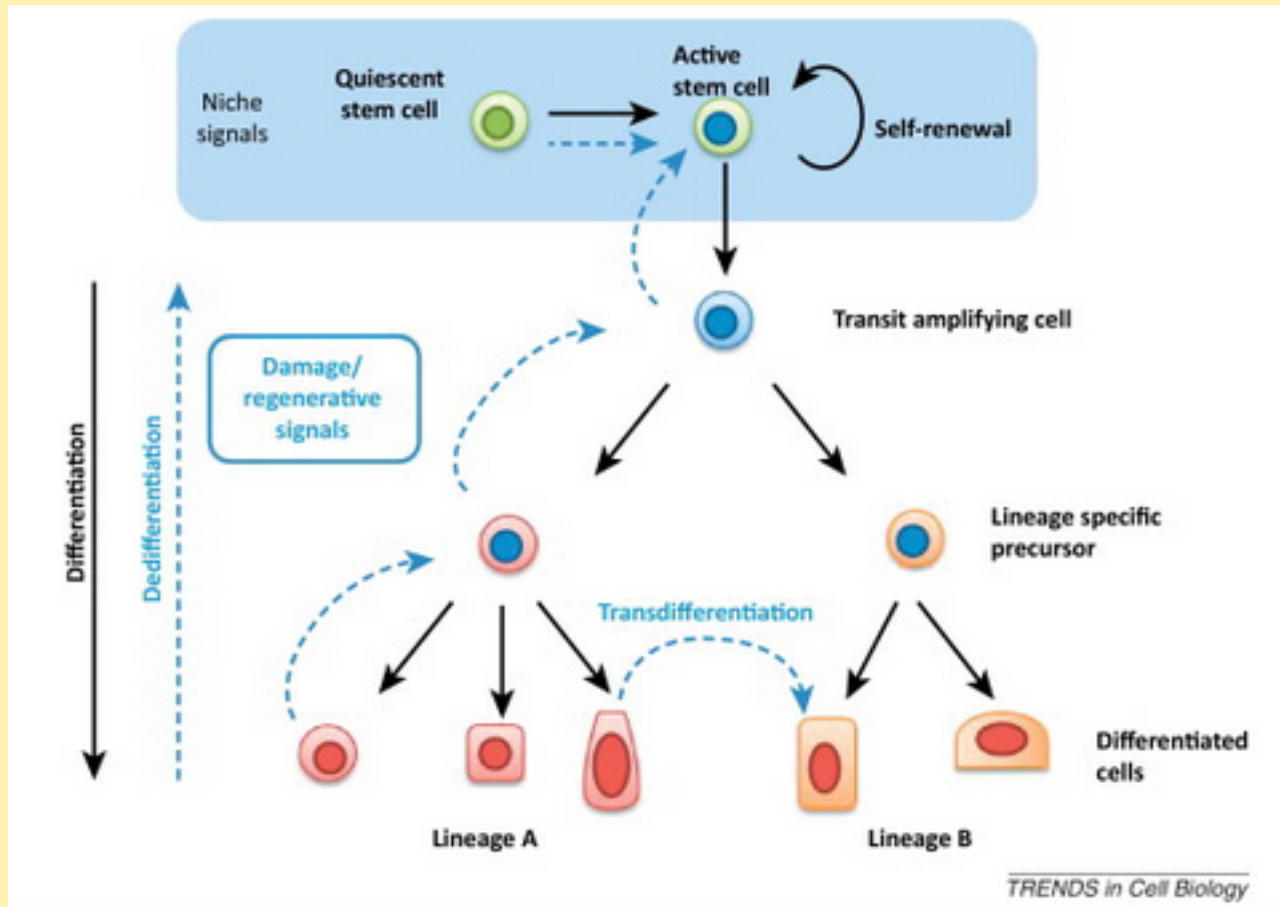 Niche
signals
Quiescent
stem cell
Active
stem cell
Self-renewal
Transit amplifying cell
Damage/
regenerative
signals
Differentiation
Dedifferentiation
Lineage specific
precursor
Transdifferentiation
Differentiated
cells
Lineage A
Lineage B
TRENDS in Cell Biology